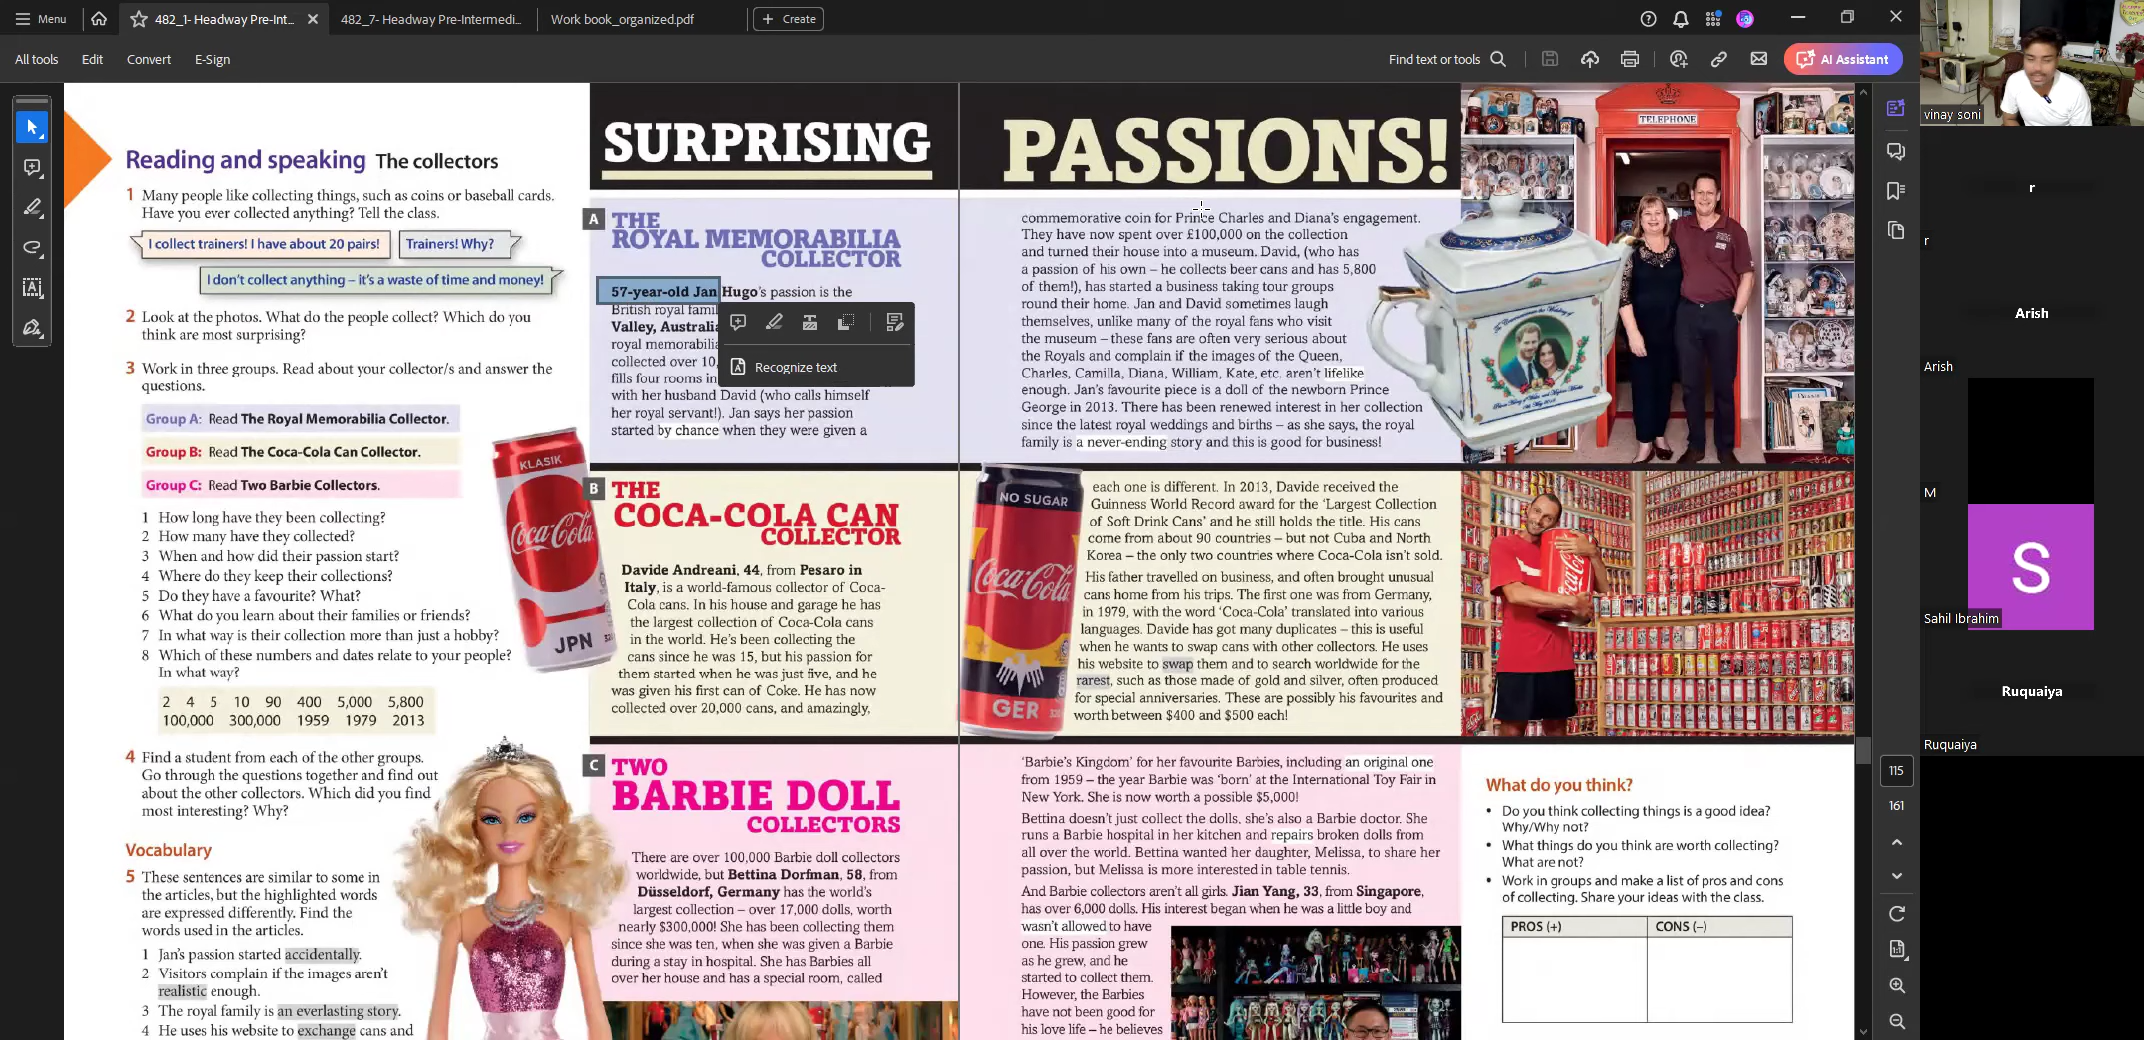 Menu
482_1- Headway Pre-Int...
482_7- Headway Pre-Intermedi...
Work book_organized.pdf
Create
All tools
Edit
Convert
E-Sign
Find text or tools
AI Assistant
Reading and speaking The collectors
1 Many people like collecting things, such as coins or baseball cards.
Have you ever collected anything? Tell the class.
I collect trainers! I have about 20 pairs!
Trainers! Why?
I don't collect anything – it's a waste of time and money!
2 Look at the photos. What do the people collect? Which do you
think are most surprising?
3 Work in three groups. Read about your collector/s and answer the
questions.
Group A: Read The Royal Memorabilia Collector.
Group B: Read The Coca-Cola Can Collector.
Group C: Read Two Barbie Collectors.
1 How long have they been collecting?
2 How many have they collected?
3 When and how did their passion start?
4 Where do they keep their collections?
5 Do they have a favourite? What?
6 What do you learn about their families or friends?
7 In what way is their collection more than just a hobby?
8 Which of these numbers and dates relate to your people?
In what way?
2 4 5 10 90 400 5,000 5,800
100,000 300,000 1959 1979 2013
4 Find a student from each of the other groups.
Go through the questions together and find out
about the other collectors. Which did you find
most interesting? Why?
Vocabulary
5 These sentences are similar to some in
the articles, but the highlighted words
are expressed differently. Find the
words used in the articles.
1 Jan's passion started accidentally.
2 Visitors complain if the images aren't
realistic enough.
3 The royal family is an everlasting story.
4 He uses his website to exchange cans and
SURPRISING
PASSIONS!
A THE
ROYAL MEMORABILIA
COLLECTOR
57-year-old Jan Hugo's passion is the
British royal famil
Valley, Australia
royal memorabilia
collected over 10,
fills four rooms in
with her husband David (who calls himself
her royal servant!). Jan says her passion
started by chance when they were given a
Recognize text
commemorative coin for Prince Charles and Diana's engagement.
They have now spent over £100,000 on the collection
and turned their house into a museum. David, (who has
a passion of his own – he collects beer cans and has 5,800
of them!), has started a business taking tour groups
round their home. Jan and David sometimes laugh
themselves, unlike many of the royal fans who visit
the museum – these fans are often very serious about
the Royals and complain if the images of the Queen,
Charles, Camilla, Diana, William, Kate, etc. aren't lifelike
enough. Jan's favourite piece is a doll of the newborn Prince
George in 2013. There has been renewed interest in her collection
since the latest royal weddings and births – as she says, the royal
family is a never-ending story and this is good for business!
TELEPHONE
KLASIK
Coca-Cola
JPN
B THE
COCA-COLA CAN
COLLECTOR
Davide Andreani, 44, from Pesaro in
Italy, is a world-famous collector of Coca-
Cola cans. In his house and garage he has
the largest collection of Coca-Cola cans
in the world. He's been collecting the
cans since he was 15, but his passion for
them started when he was just five, and he
was given his first can of Coke. He has now
collected over 20,000 cans, and amazingly,
NO SUGAR
Coca-Cola
GER
each one is different. In 2013, Davide received the
Guinness World Record award for the 'Largest Collection
of Soft Drink Cans' and he still holds the title. His cans
come from about 90 countries – but not Cuba and North
Korea – the only two countries where Coca-Cola isn't sold.
His father travelled on business, and often brought unusual
cans home from his trips. The first one was from Germany,
in 1979, with the word 'Coca-Cola' translated into various
languages. Davide has got many duplicates – this is useful
when he wants to swap cans with other collectors. He uses
his website to swap them and to search worldwide for the
rarest, such as those made of gold and silver, often produced
for special anniversaries. These are possibly his favourites and
worth between $400 and $500 each!
C TWO
BARBIE DOLL
COLLECTORS
There are over 100,000 Barbie doll collectors
worldwide, but Bettina Dorfman, 58, from
Düsseldorf, Germany has the world's
largest collection – over 17,000 dolls, worth
nearly $300,000! She has been collecting them
since she was ten, when she was given a Barbie
during a stay in hospital. She has Barbies all
over her house and has a special room, called
'Barbie's Kingdom' for her favourite Barbies, including an original one
from 1959 – the year Barbie was 'born' at the International Toy Fair in
New York. She is now worth a possible $5,000!
Bettina doesn't just collect the dolls, she's also a Barbie doctor. She
runs a Barbie hospital in her kitchen and repairs broken dolls from
all over the world. Bettina wanted her daughter, Melissa, to share her
passion, but Melissa is more interested in table tennis.
And Barbie collectors aren't all girls. Jian Yang, 33, from Singapore,
has over 6,000 dolls. His interest began when he was a little boy and
wasn't allowed to have
one. His passion grew
as he grew, and he
started to collect them.
However, the Barbies
have not been good for
his love life – he believes
What do you think?
• Do you think collecting things is a good idea?
Why/Why not?
• What things do you think are worth collecting?
What are not?
• Work in groups and make a list of pros and cons
of collecting. Share your ideas with the class.
PROS (+)
CONS (–)
115
161
vinay soni
r
r
Arish
Arish
M
S
Sahil Ibrahim
Ruquaiya
Ruquaiya